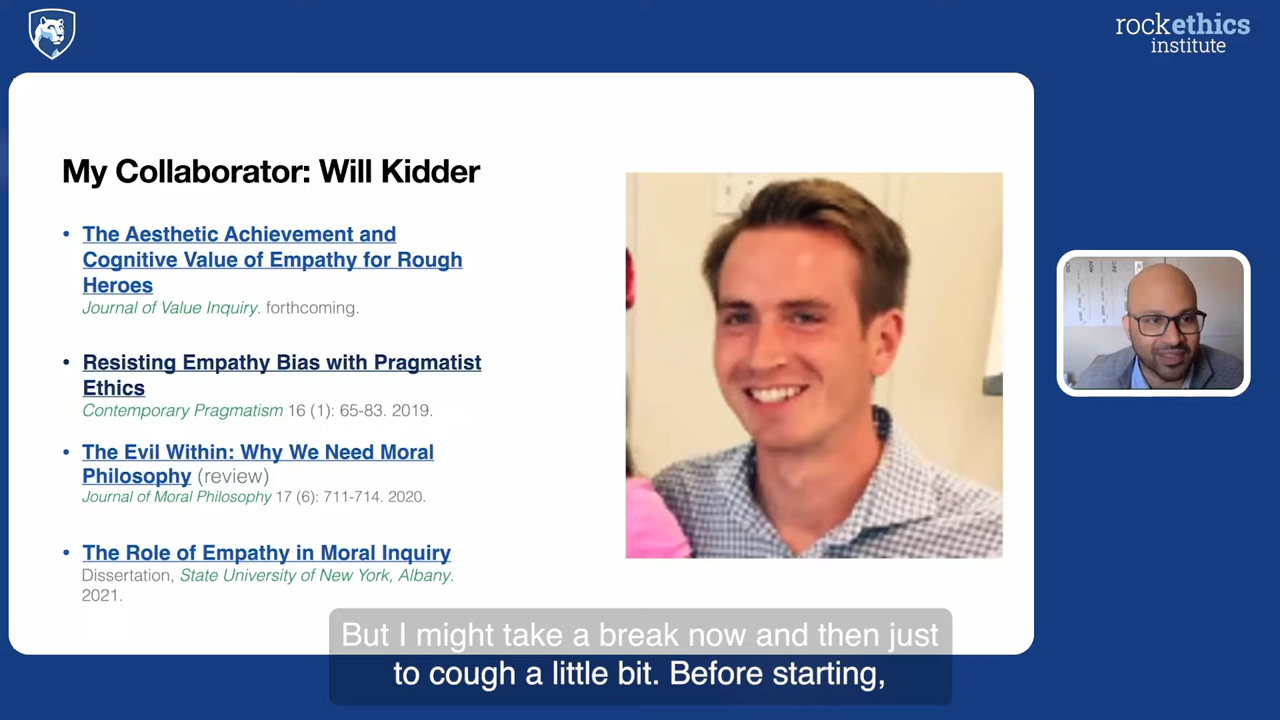 rockethics
institute
My Collaborator: Will Kidder
• The Aesthetic Achievement and
Cognitive Value of Empathy for Rough
Heroes
Journal of Value Inquiry. forthcoming.
• Resisting Empathy Bias with Pragmatist
Ethics
Contemporary Pragmatism 16 (1): 65-83. 2019.
• The Evil Within: Why We Need Moral
Philosophy (review)
Journal of Moral Philosophy 17 (6): 711-714. 2020.
• The Role of Empathy in Moral Inquiry
Dissertation, State University of New York, Albany.
2021.
But I might take a break now and then just
to cough a little bit. Before starting,